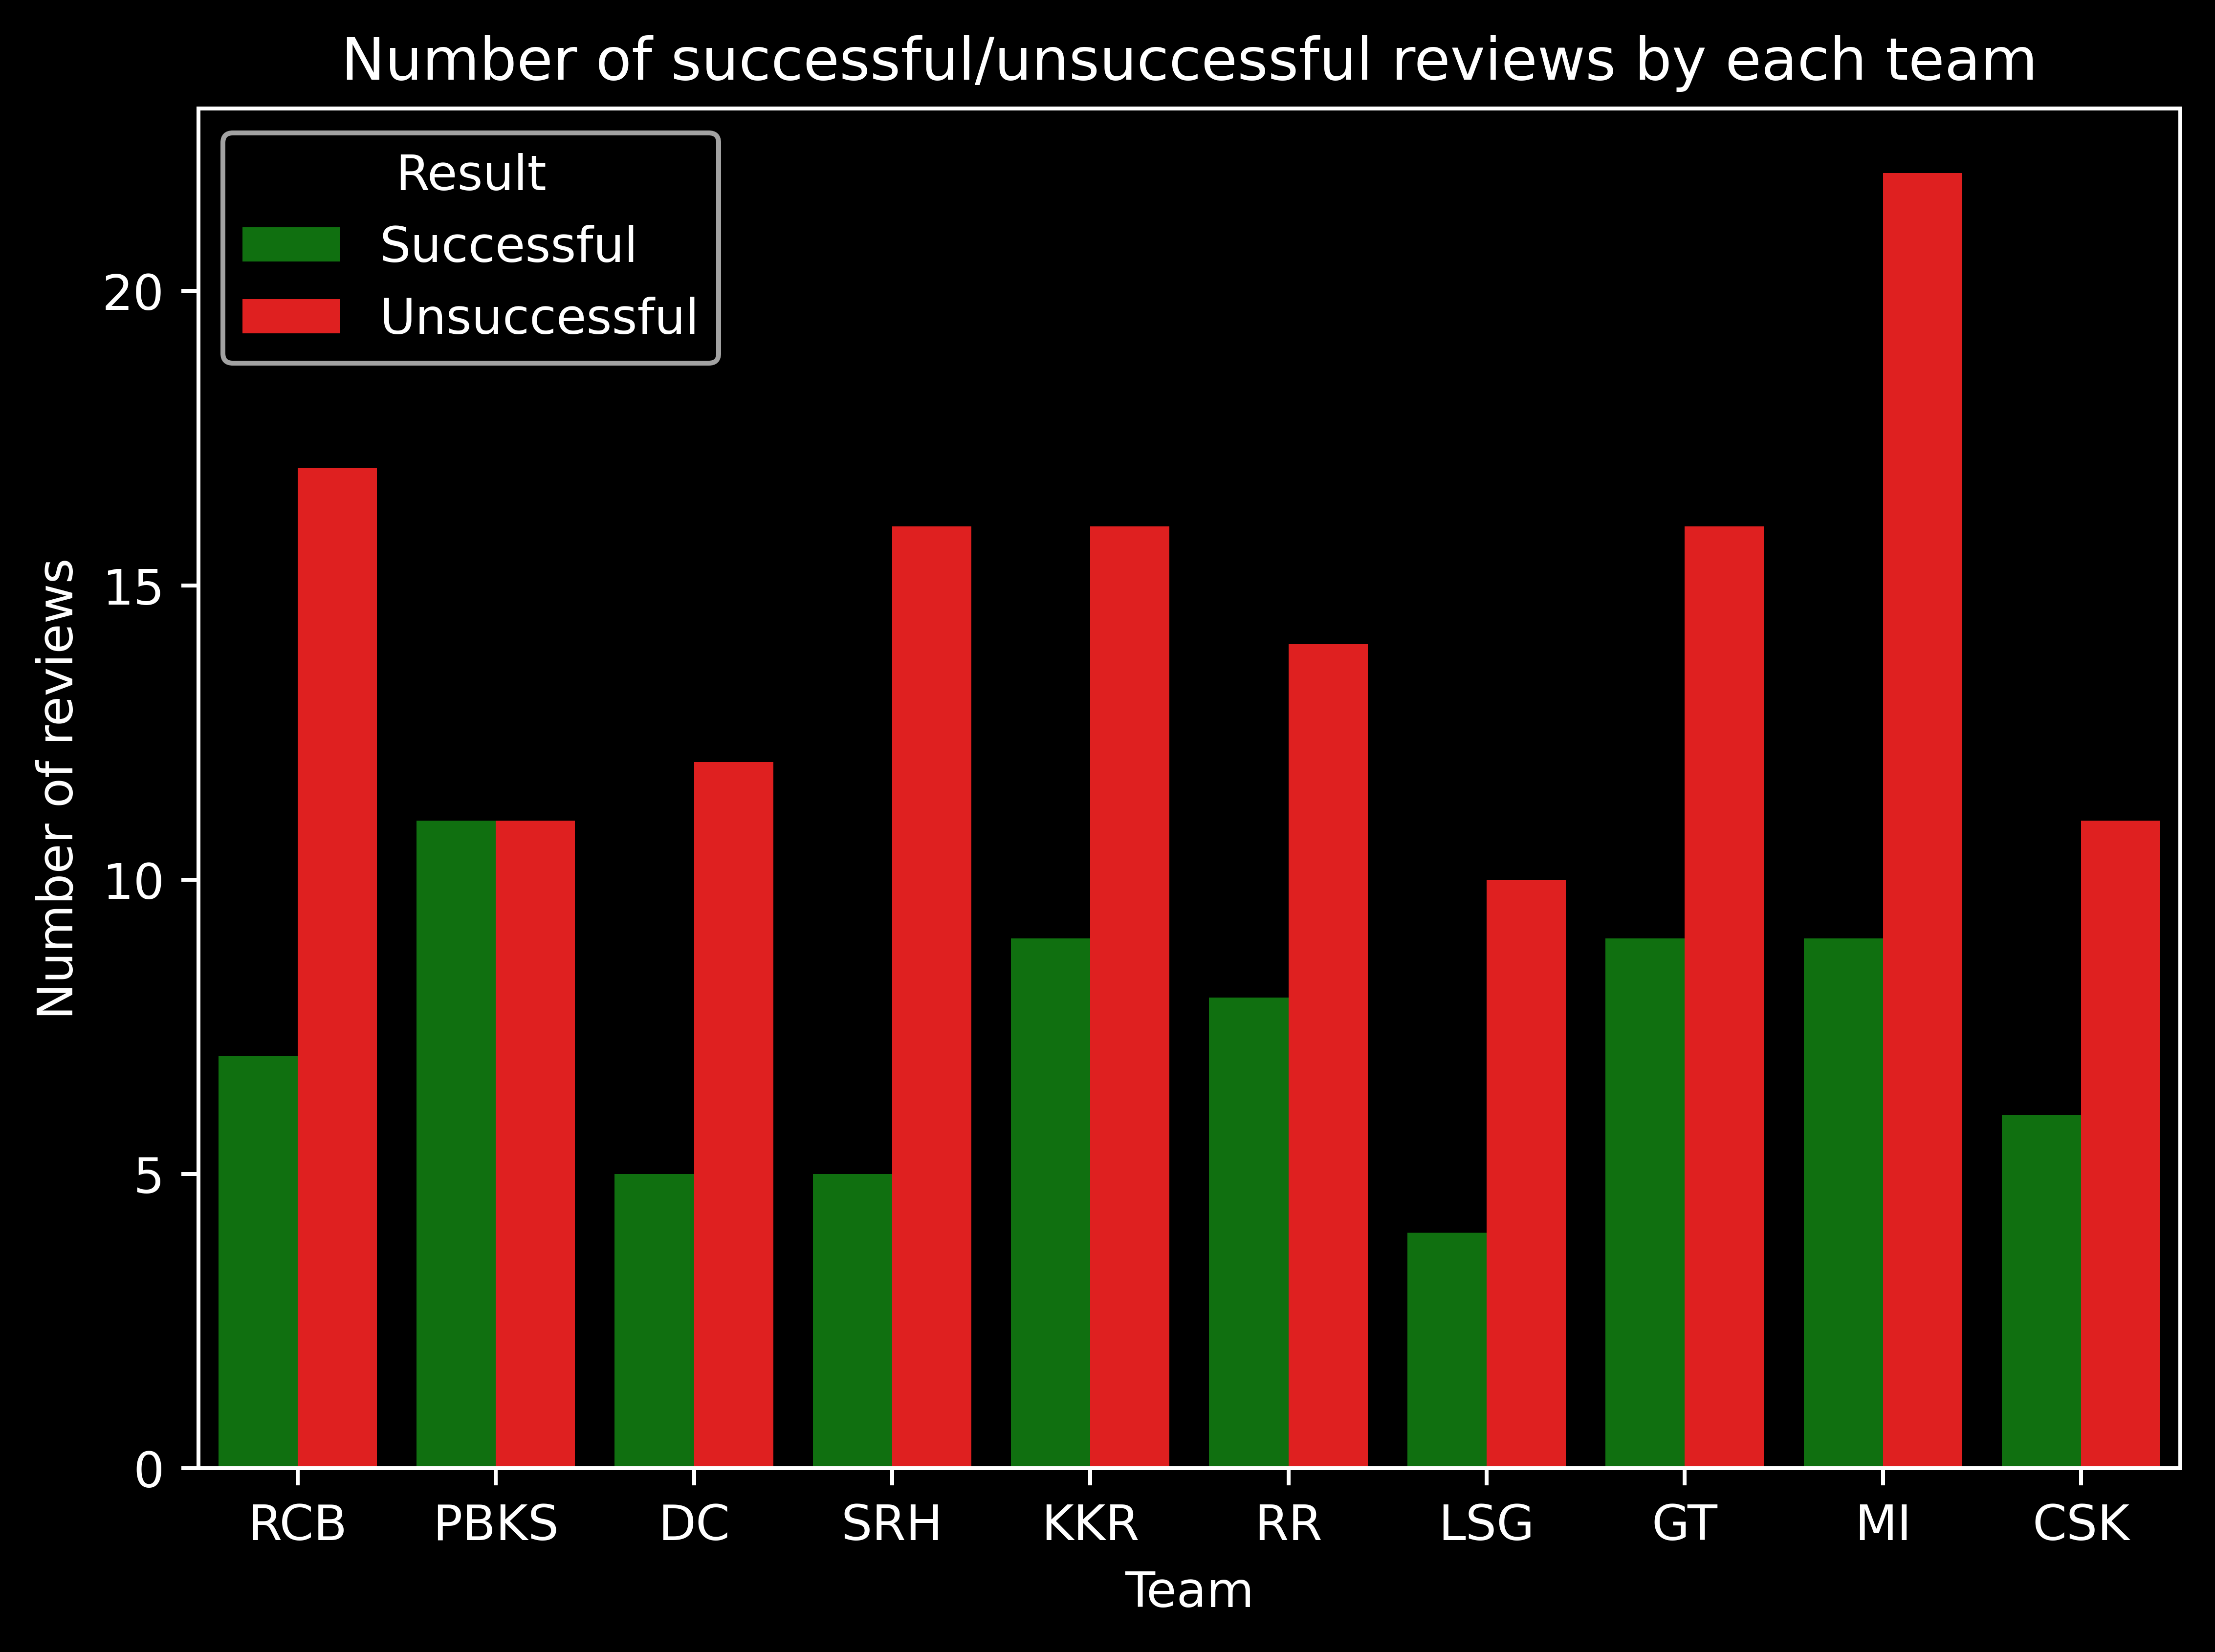 Number of successful/unsuccessful reviews by each team
Result
Successful
Unsuccessful
Number of reviews
20
15
10
5
0
RCB PBKS DC SRH KKR RR LSG GT MI CSK
Team